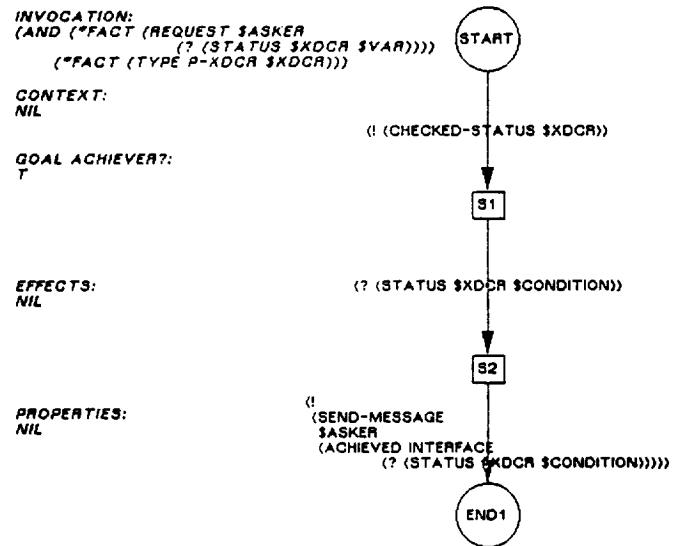 INVOCATION:
(AND (*FACT (REQUEST $ASKER
(? (STATUS $XDCR $VAR))))
(*FACT (TYPE P-XDCR $XDCR)))
START
CONTEXT:
NIL
(! (CHECKED-STATUS $XDCR))
GOAL ACHIEVER?:
T
S1
EFFECTS:
NIL
(? (STATUS $XDCR $CONDITION))
S2
PROPERTIES:
NIL
(!
(SEND-MESSAGE
$ASKER
(ACHIEVED INTERFACE
(? (STATUS $XDCR $CONDITION)))))
END1